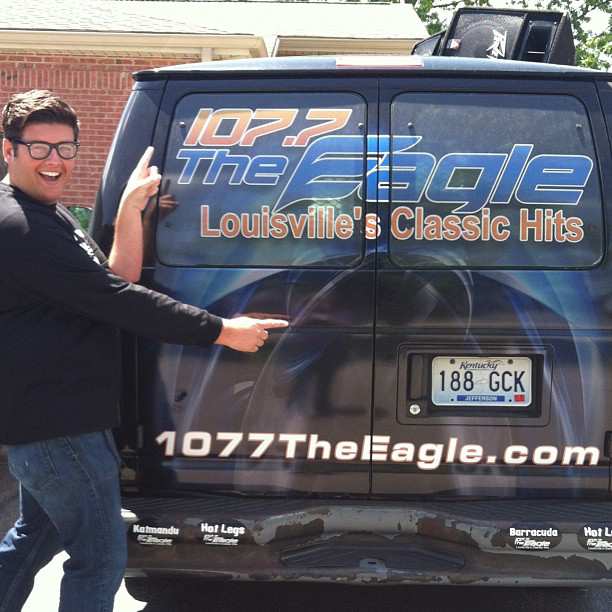 107.7
The Eagle
Louisville's Classic Hits
Kentucky
188 GCK
JEFFERSON
1077TheEagle.com
Katmandu
Hot Legs
Barracuda
Hot L